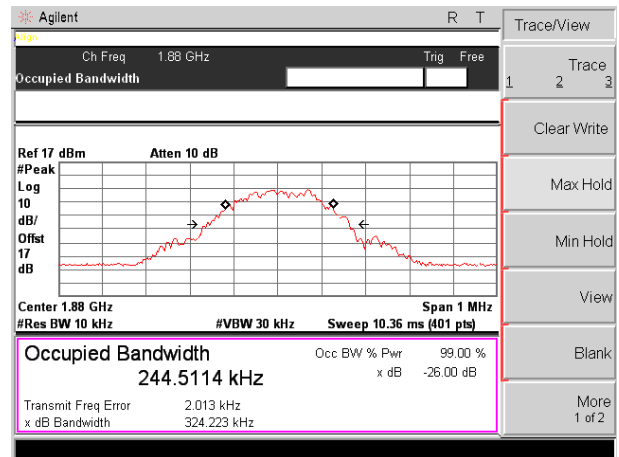 Agilent R T
Ch Freq 1.88 GHz Trig Free
Occupied Bandwidth
Ref 17 dBm Atten 10 dB
#Peak
Log
10
dB/
Offst
17
dB
Center 1.88 GHz Span 1 MHz
#Res BW 10 kHz #VBW 30 kHz Sweep 10.36 ms (401 pts)
Occupied Bandwidth Occ BW % Pwr 99.00 %
244.5114 kHz x dB -26.00 dB
Transmit Freq Error 2.013 kHz
x dB Bandwidth 324.223 kHz
Trace/View
Trace
1 2 3
Clear Write
Max Hold
Min Hold
View
Blank
More
1 of 2